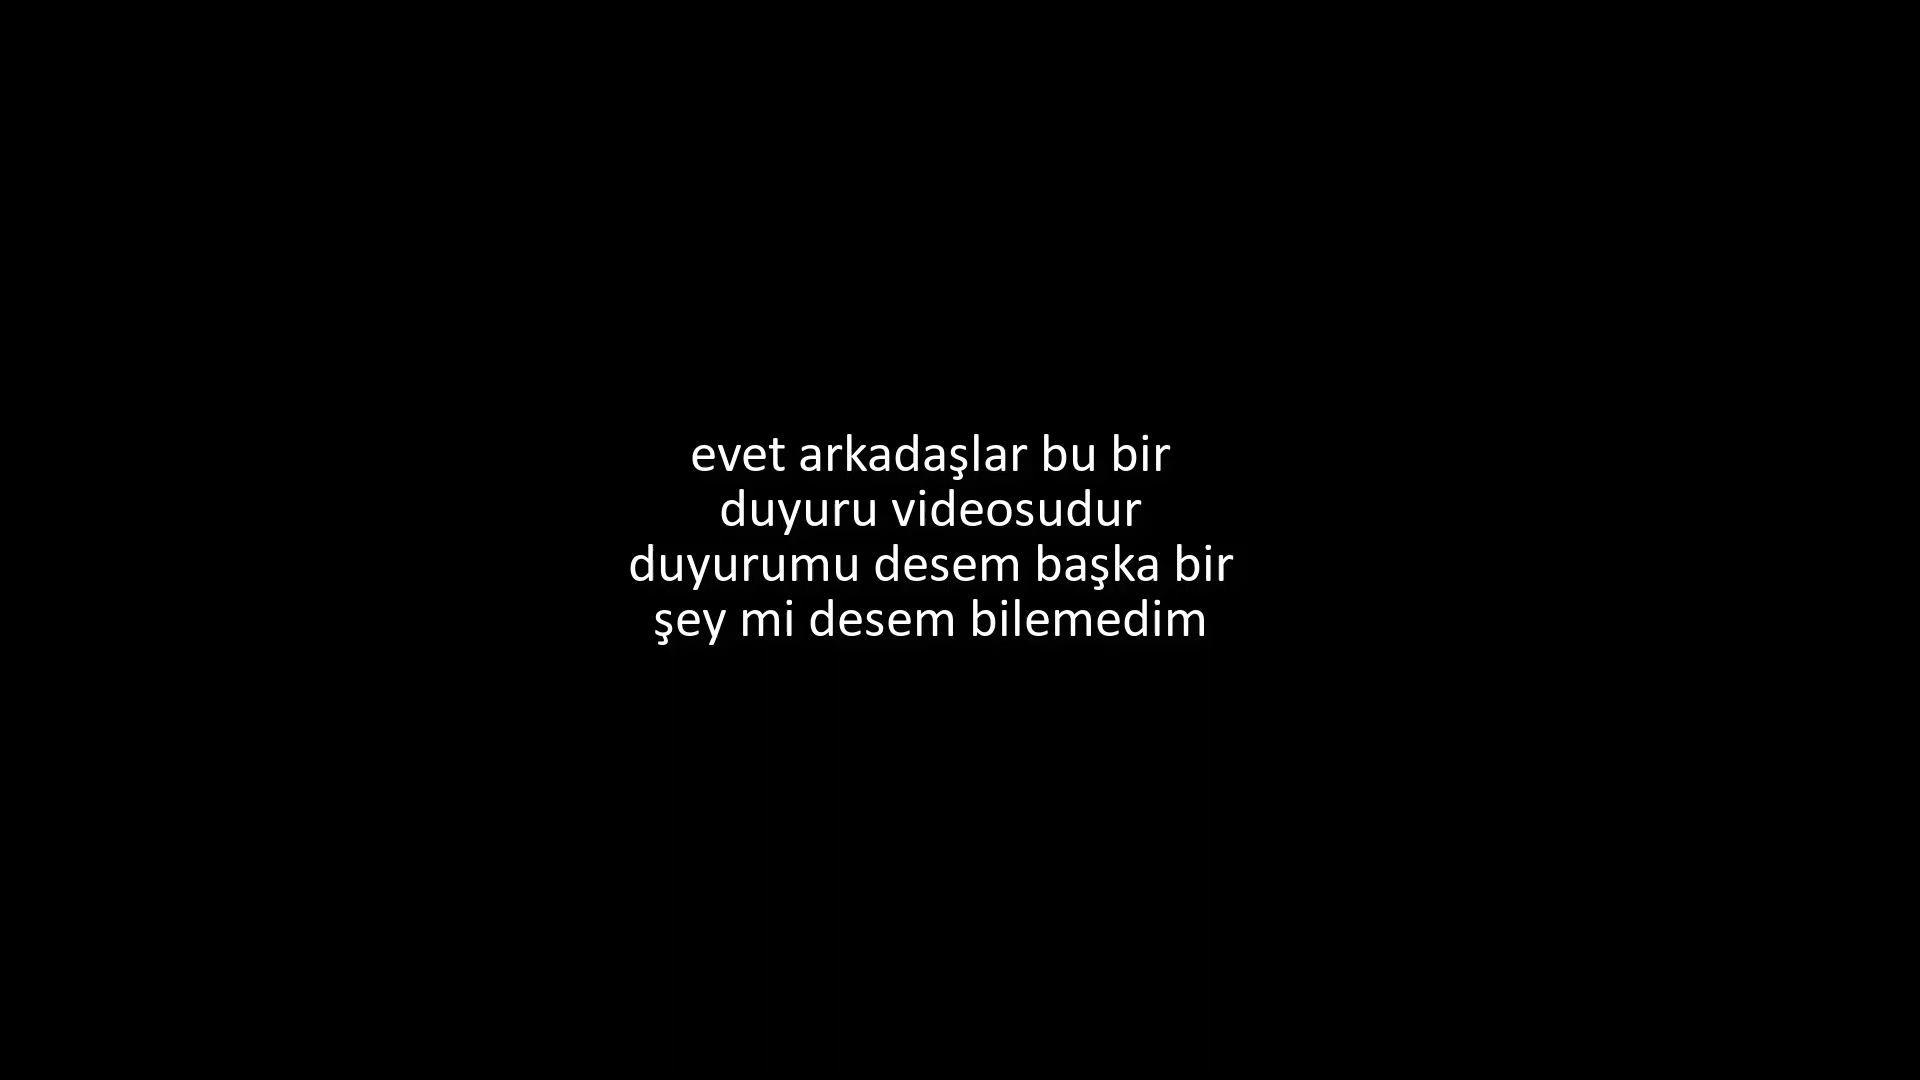 evet arkadaşlar bu bir
duyuru videosudur
duyurumu desem başka bir
şey mi desem bilemedim